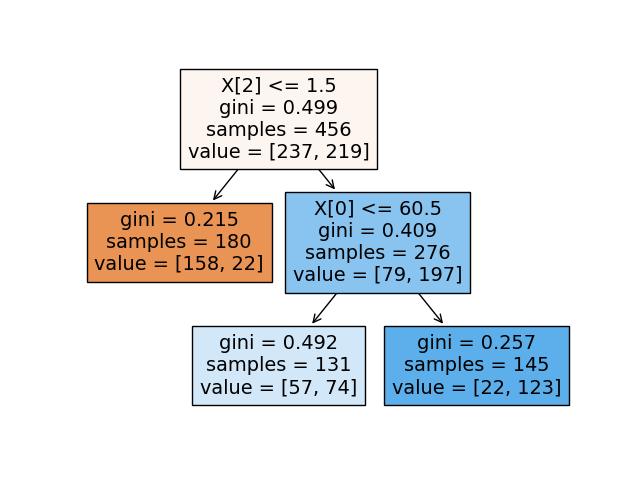 X[2] <= 1.5
gini = 0.499
samples = 456
value = [237, 219]
gini = 0.215
samples = 180
value = [158, 22]
X[0] <= 60.5
gini = 0.409
samples = 276
value = [79, 197]
gini = 0.492
samples = 131
value = [57, 74]
gini = 0.257
samples = 145
value = [22, 123]